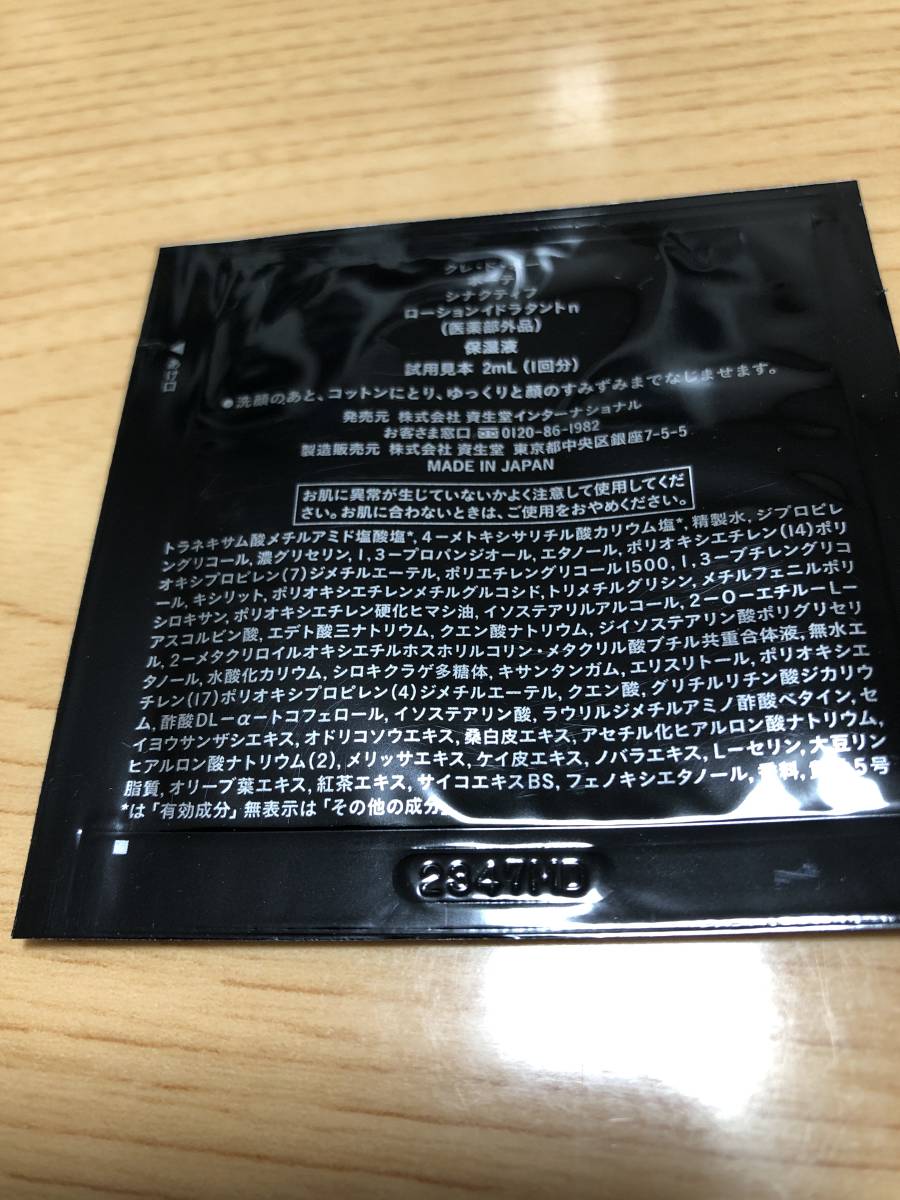 クレ・ド・
ボーテ
シナクティフ
ローションイドラタントn
(医薬部外品)
保湿液
試用見本 2mL (1回分)
●洗顔のあと、コットンにとり、ゆっくりと顔のすみずみまでなじませます。
発売元 株式会社 資生堂インターナショナル
お客さま窓口 0120-86-1982
製造販売元 株式会社 資生堂 東京都中央区銀座7-5-5
MADE IN JAPAN
お肌に異常が生じていないかよく注意して使用してくだ
さい。お肌に合わないときは、ご使用をおやめください。
トラネキサム酸メチルアミド塩酸塩*, 4-メトキシサリチル酸カリウム塩*, 精製水, ジプロピレ
ングリコール, 濃グリセリン, 1,3-プロパンジオール, エタノール, ポリオキシエチレン(14)ポリ
オキシプロピレン(7)ジメチルエーテル, ポリエチレングリコール1500, 1,3-ブチレングリコ
ール, キシリット, ポリオキシエチレンメチルグルコシド, トリメチルグリシン, メチルフェニルポリ
シロキサン, ポリオキシエチレン硬化ヒマシ油, イソステアリルアルコール, 2-O-エチル-L-
アスコルビン酸, エデト酸三ナトリウム, クエン酸ナトリウム, ジイソステアリン酸ポリグリセリ
ル, 2-メタクリロイルオキシエチルホスホリルコリン・メタクリル酸ブチル共重合体液, 無水エ
タノール, 水酸化カリウム, シロキクラゲ多糖体, キサンタンガム, エリスリトール, ポリオキシエ
チレン(17)ポリオキシプロピレン(4)ジメチルエーテル, クエン酸, グリチルリチン酸ジカリウ
ム, 酢酸DL-α-トコフェロール, イソステアリン酸, ラウリルジメチルアミノ酢酸ベタイン, セ
イヨウサンザシエキス, オドリコソウエキス, 桑白皮エキス, アセチル化ヒアルロン酸ナトリウム,
ヒアルロン酸ナトリウム(2), メリッサエキス, ケイ皮エキス, ノバラエキス, L-セリン, 大豆リン
脂質, オリーブ葉エキス, 紅茶エキス, サイコエキスBS, フェノキシエタノール, 香料, 5号
*は「有効成分」無表示は「その他の成分」
◀あけ口
2347MD